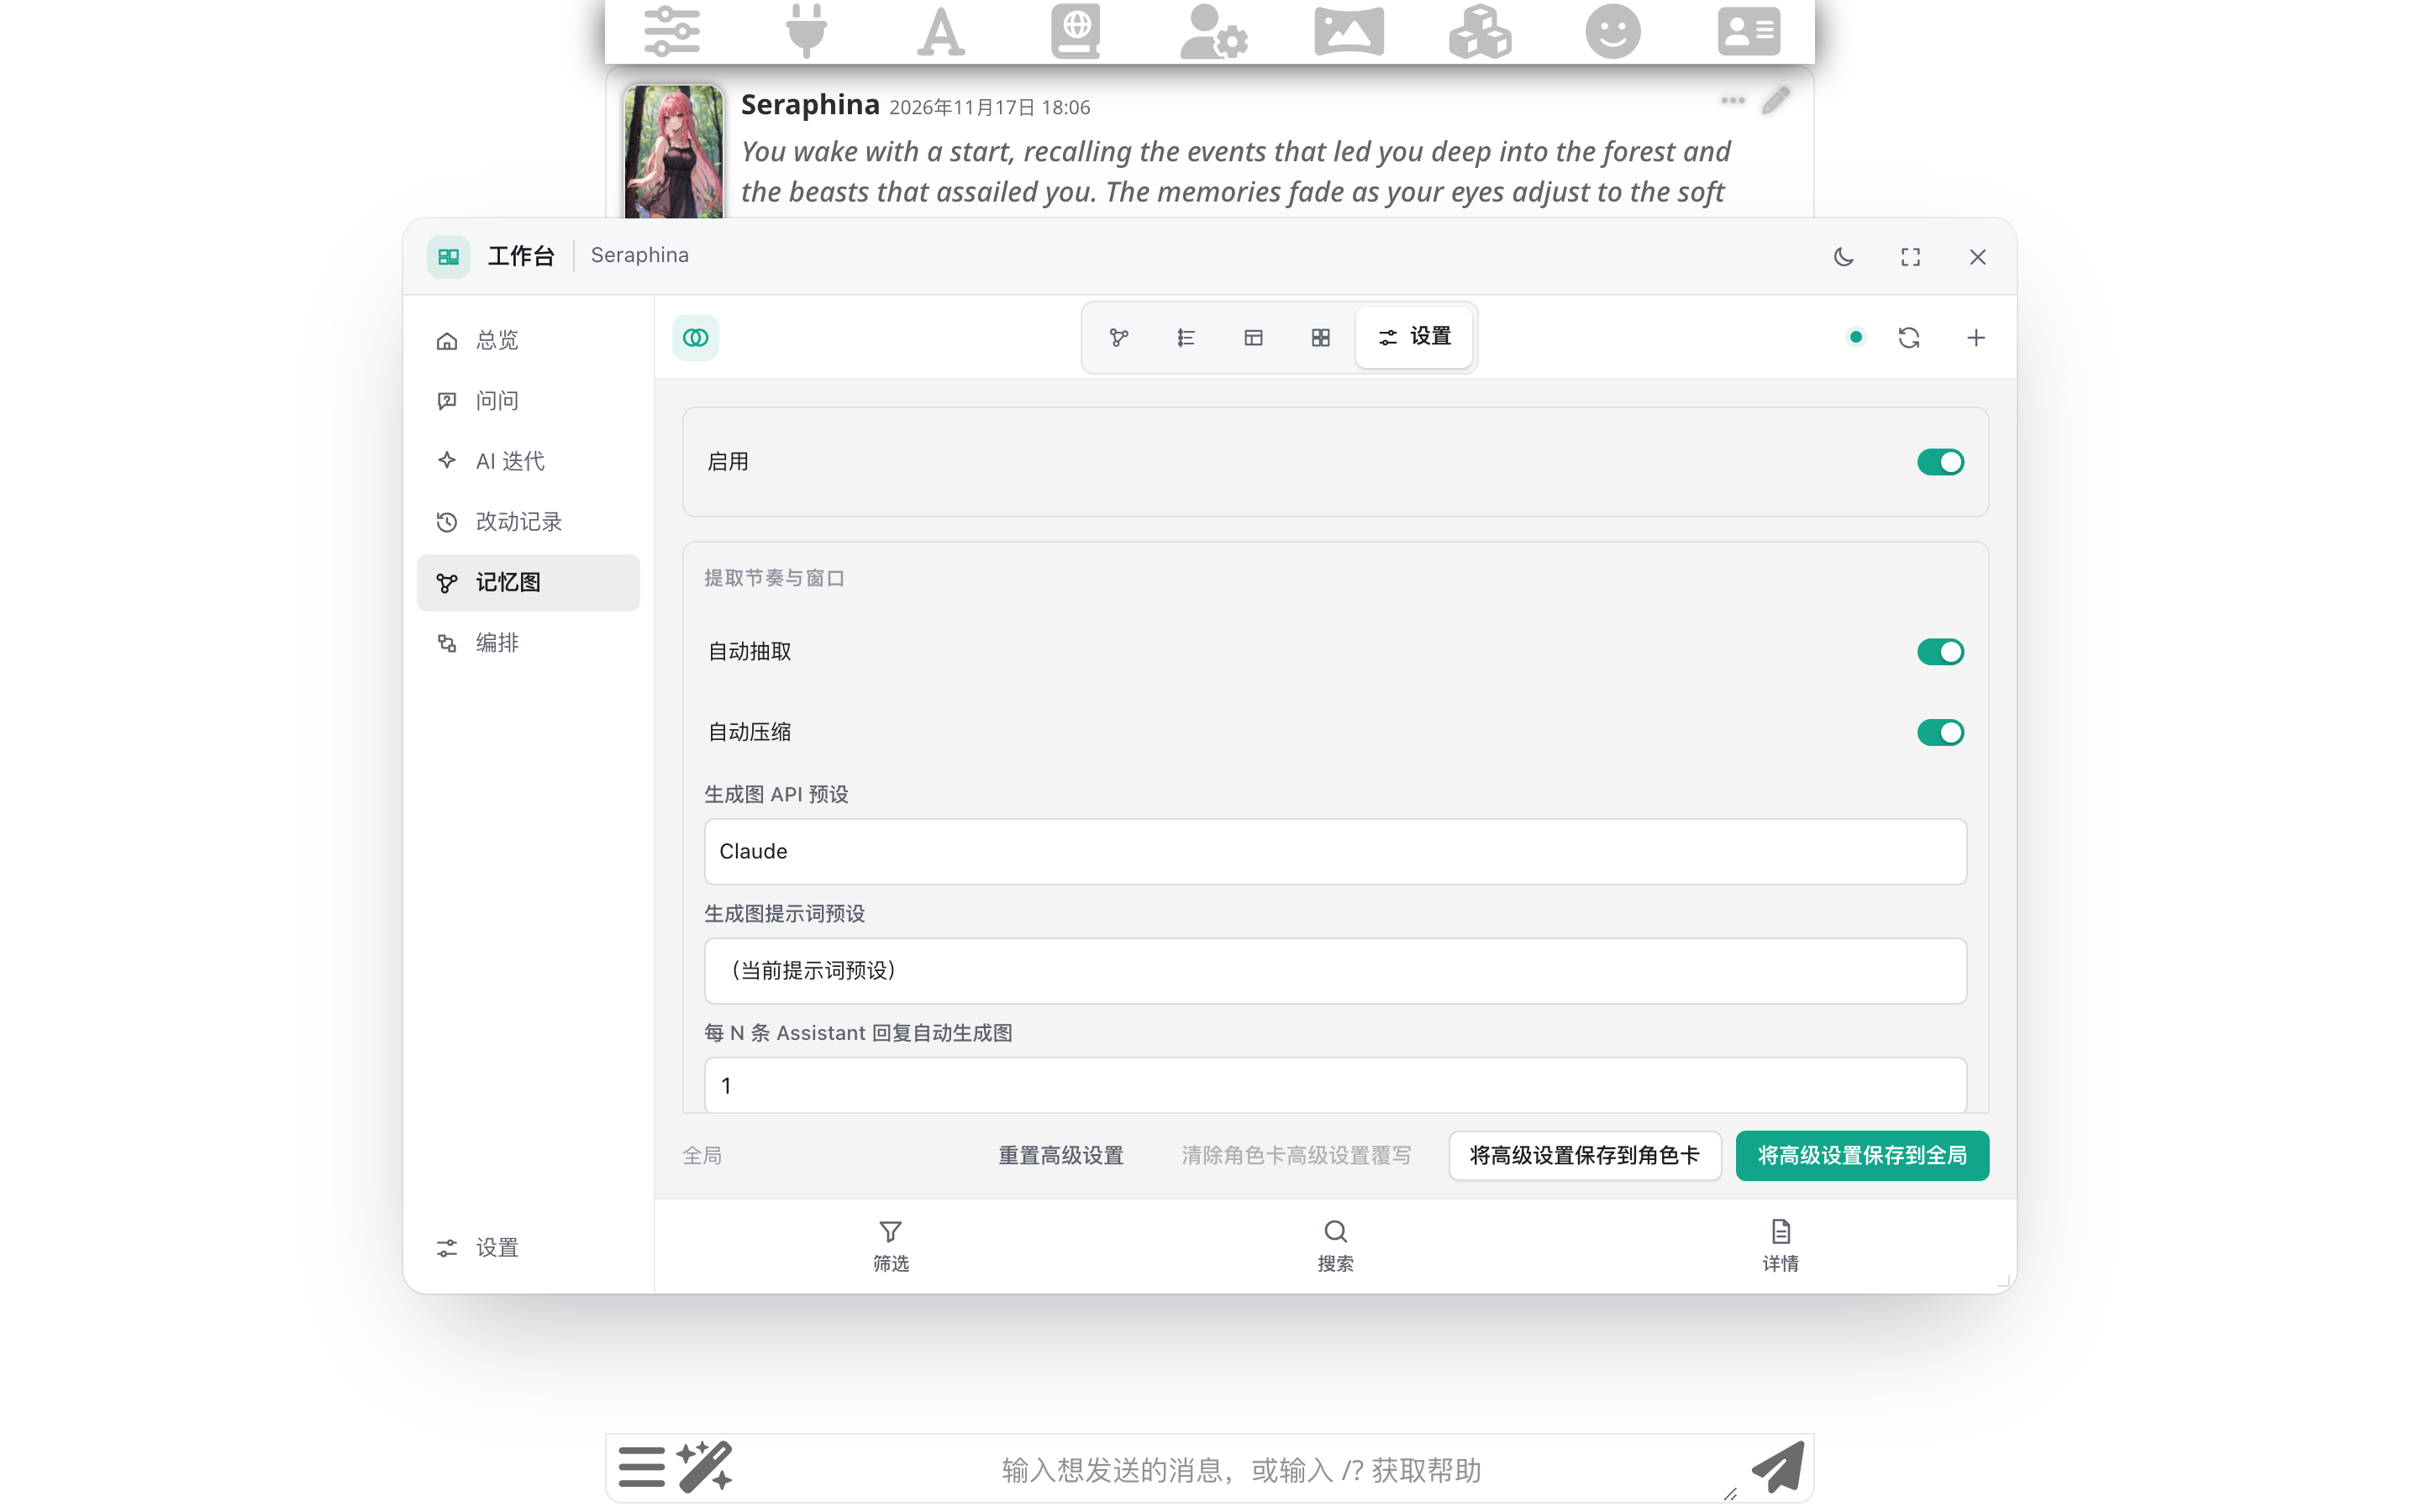 Seraphina 2026年11月17日 18:06
You wake with a start, recalling the events that led you deep into the forest and
the beasts that assailed you. The memories fade as your eyes adjust to the soft
工作台 Seraphina
总览
问问
AI 迭代
改动记录
记忆图
编排
设置
设置
启用
提取节奏与窗口
自动抽取
自动压缩
生成图 API 预设
Claude
生成图提示词预设
（当前提示词预设）
每 N 条 Assistant 回复自动生成图
1
全局 重置高级设置 清除角色卡高级设置覆写 将高级设置保存到角色卡 将高级设置保存到全局
筛选 搜索 详情
输入想发送的消息，或输入 /? 获取帮助